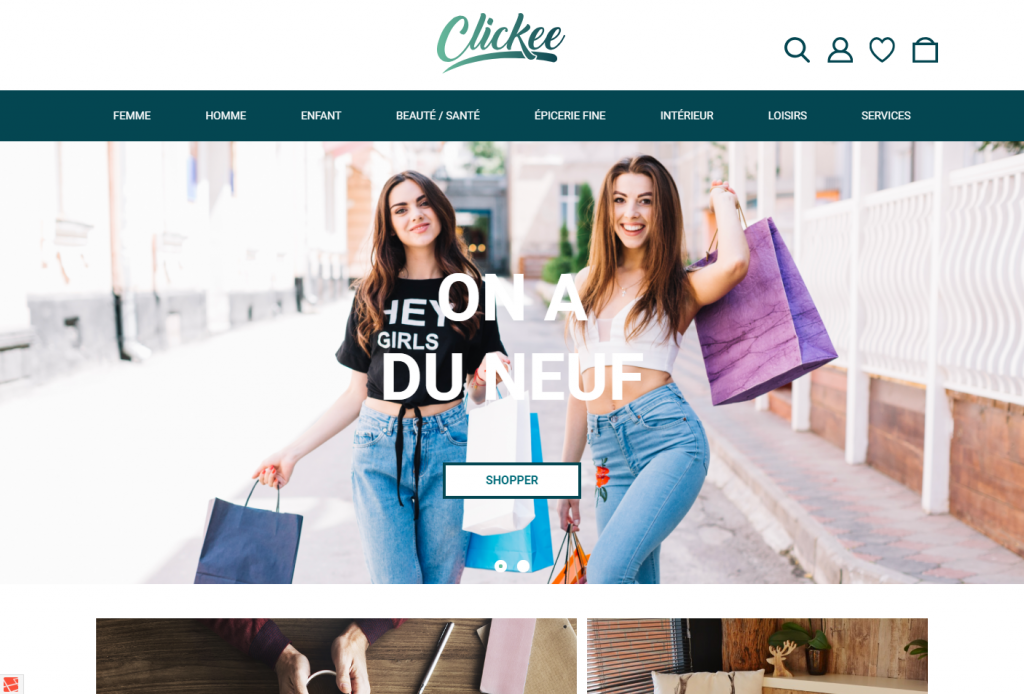 Clickee
FEMME HOMME ENFANT BEAUTÉ / SANTÉ ÉPICERIE FINE INTÉRIEUR LOISIRS SERVICES
HEY
GIRLS
ON A
DU NEUF
SHOPPER